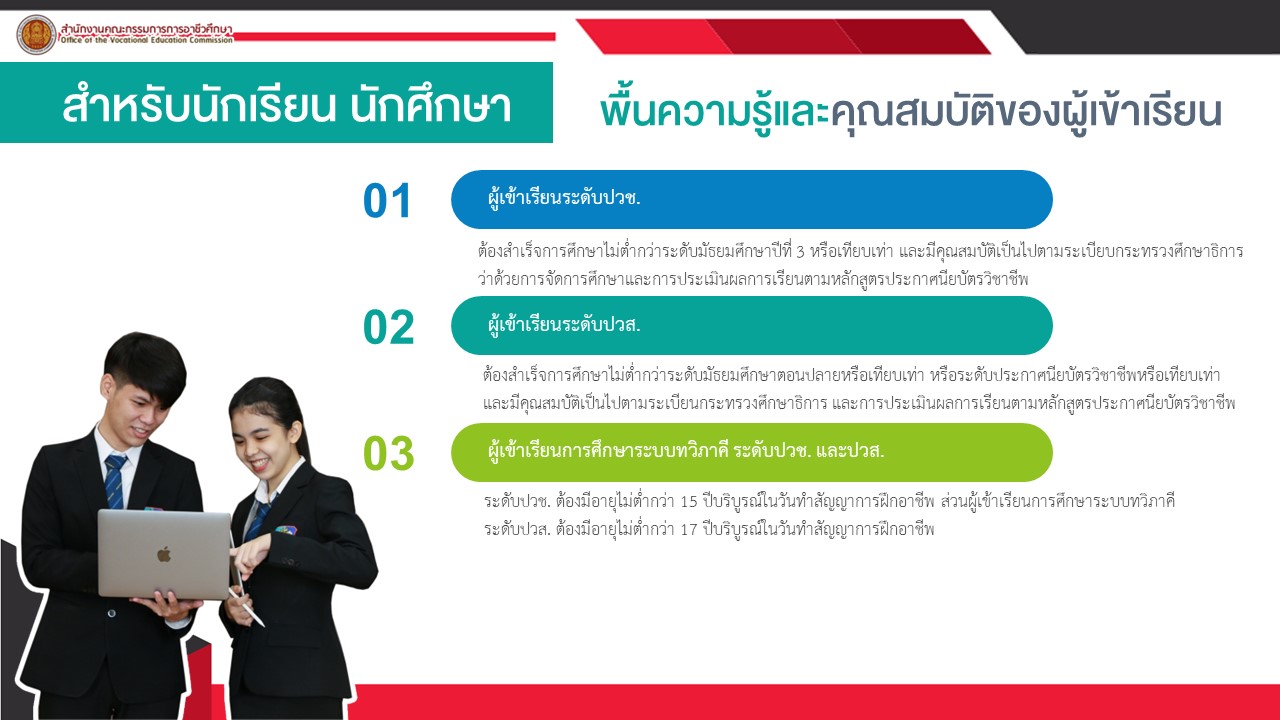 สำนักงานคณะกรรมการการอาชีวศึกษา
Office of the Vocational Education Commission
สำหรับนักเรียน นักศึกษา
พื้นความรู้และคุณสมบัติของผู้เข้าเรียน
01
ผู้เข้าเรียนระดับปวช.
ต้องสำเร็จการศึกษาไม่ต่ำกว่าระดับมัธยมศึกษาปีที่ 3 หรือเทียบเท่า และมีคุณสมบัติเป็นไปตามระเบียบกระทรวงศึกษาธิการ
ว่าด้วยการจัดการศึกษาและการประเมินผลการเรียนตามหลักสูตรประกาศนียบัตรวิชาชีพ
02
ผู้เข้าเรียนระดับปวส.
ต้องสำเร็จการศึกษาไม่ต่ำกว่าระดับมัธยมศึกษาตอนปลายหรือเทียบเท่า หรือระดับประกาศนียบัตรวิชาชีพหรือเทียบเท่า
และมีคุณสมบัติเป็นไปตามระเบียนกระทรวงศึกษาธิการ และการประเมินผลการเรียนตามหลักสูตรประกาศนียบัตรวิชาชีพ
03
ผู้เข้าเรียนการศึกษาระบบทวิภาคี ระดับปวช. และปวส.
ระดับปวช. ต้องมีอายุไม่ต่ำกว่า 15 ปีบริบูรณ์ในวันทำสัญญาการฝึกอาชีพ ส่วนผู้เข้าเรียนการศึกษาระบบทวิภาคี
ระดับปวส. ต้องมีอายุไม่ต่ำกว่า 17 ปีบริบูรณ์ในวันทำสัญญาการฝึกอาชีพ